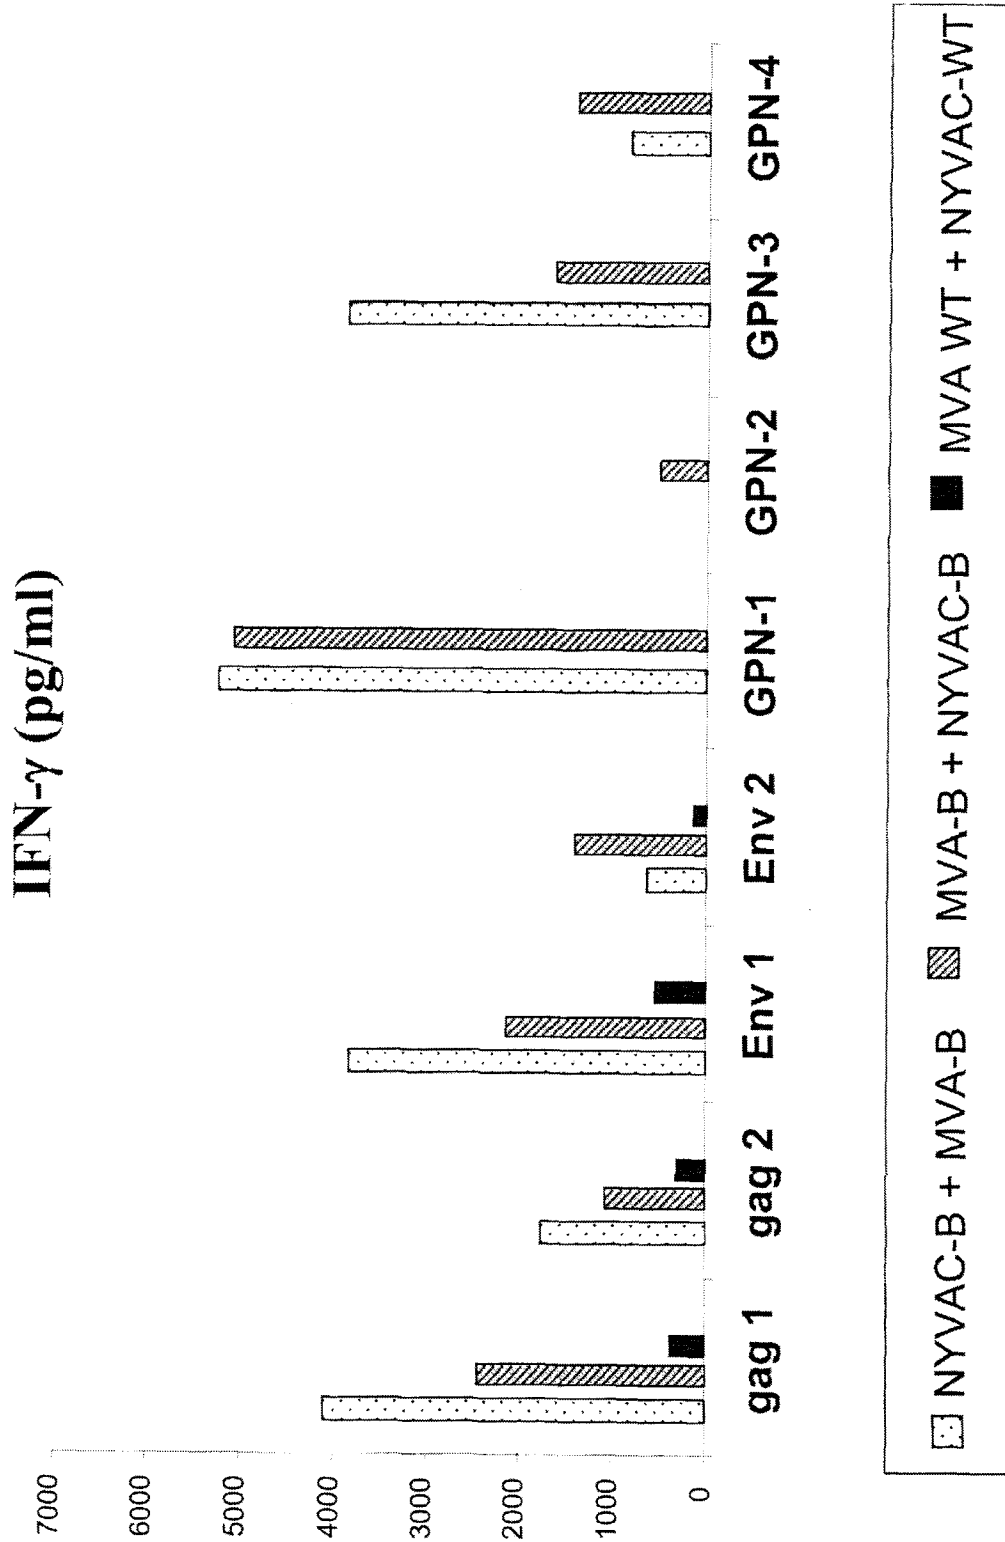 IFN-γ (pg/ml)
7000
6000
5000
4000
3000
2000
1000
0
gag 1 gag 2 Env 1 Env 2 GPN-1 GPN-2 GPN-3 GPN-4
NYVAC-B + MVA-B MVA-B + NYVAC-B MVA WT + NYVAC-WT